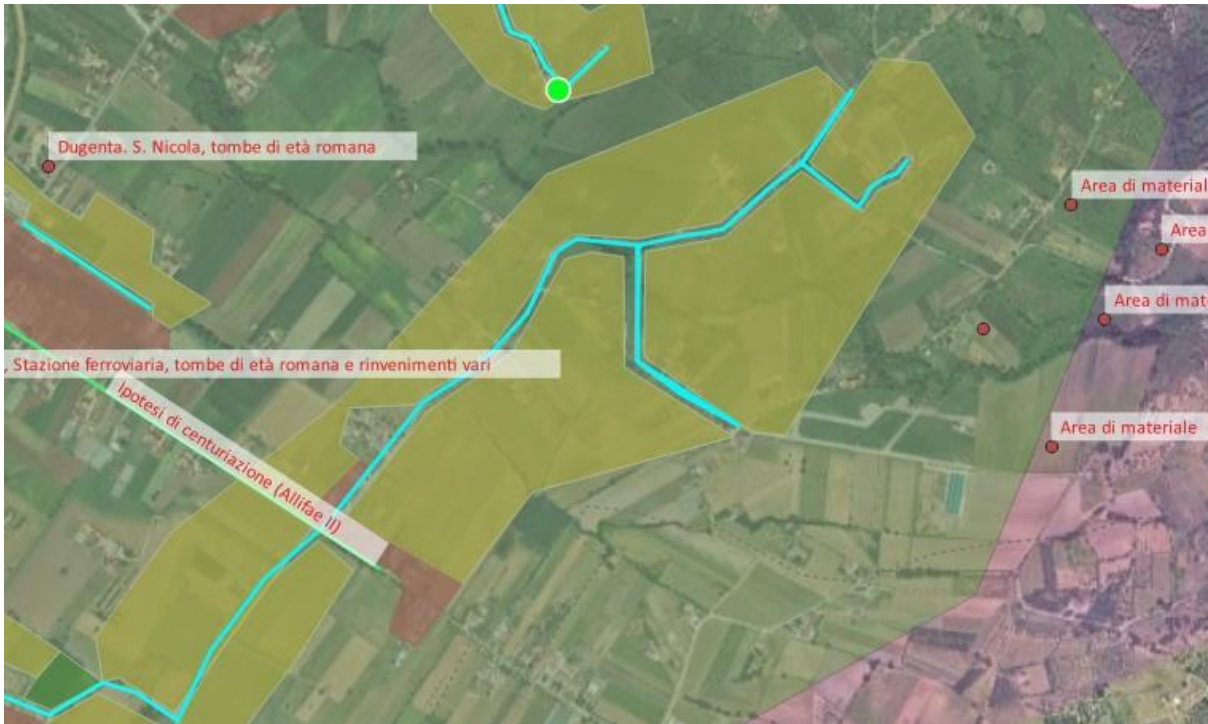 Dugenta. S. Nicola, tombe di età romana
Area di material
Area
Area di mat
, Stazione ferroviaria, tombe di età romana e rinvenimenti vari
Ipotesi di centuriazione (Allifae II)
Area di materiale